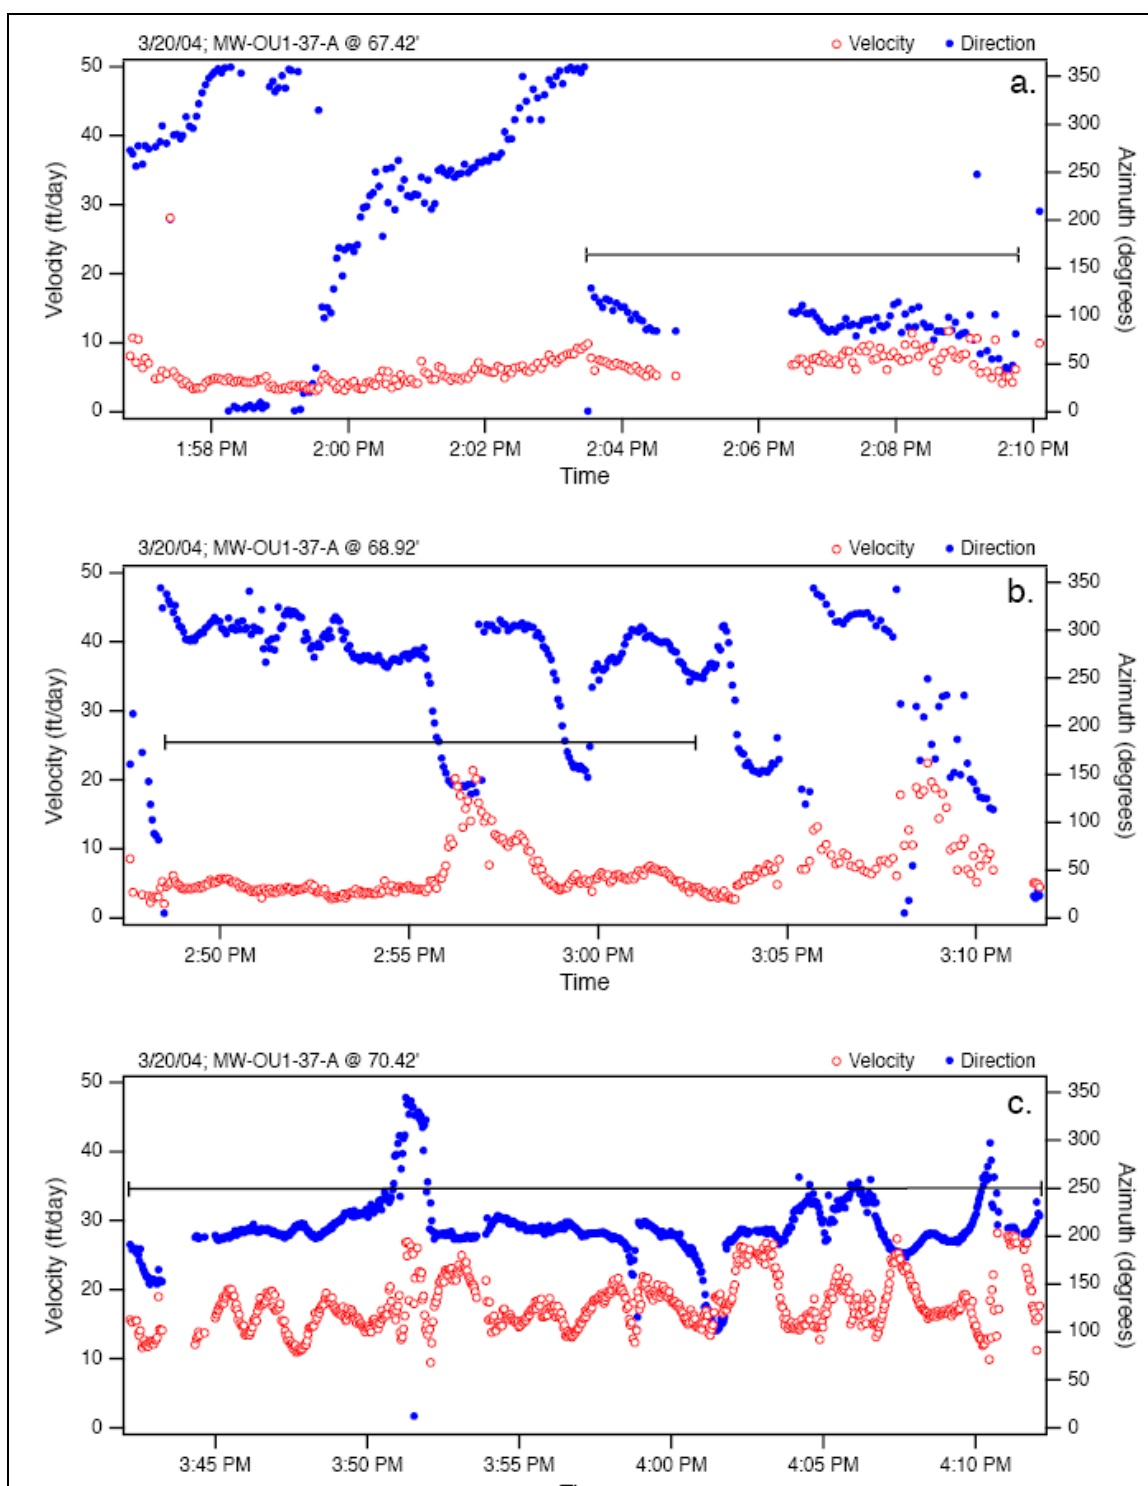 3/20/04; MW-OU1-37-A @ 67.42'
Velocity Direction
a.
50
40
30
20
10
0
Velocity (ft/day)
350
300
250
200
150
100
50
0
Azimuth (degrees)
1:58 PM 2:00 PM 2:02 PM 2:04 PM 2:06 PM 2:08 PM 2:10 PM
Time
3/20/04; MW-OU1-37-A @ 68.92'
Velocity Direction
b.
50
40
30
20
10
0
Velocity (ft/day)
350
300
250
200
150
100
50
0
Azimuth (degrees)
2:50 PM 2:55 PM 3:00 PM 3:05 PM 3:10 PM
Time
3/20/04; MW-OU1-37-A @ 70.42'
Velocity Direction
c.
50
40
30
20
10
0
Velocity (ft/day)
350
300
250
200
150
100
50
0
Azimuth (degrees)
3:45 PM 3:50 PM 3:55 PM 4:00 PM 4:05 PM 4:10 PM